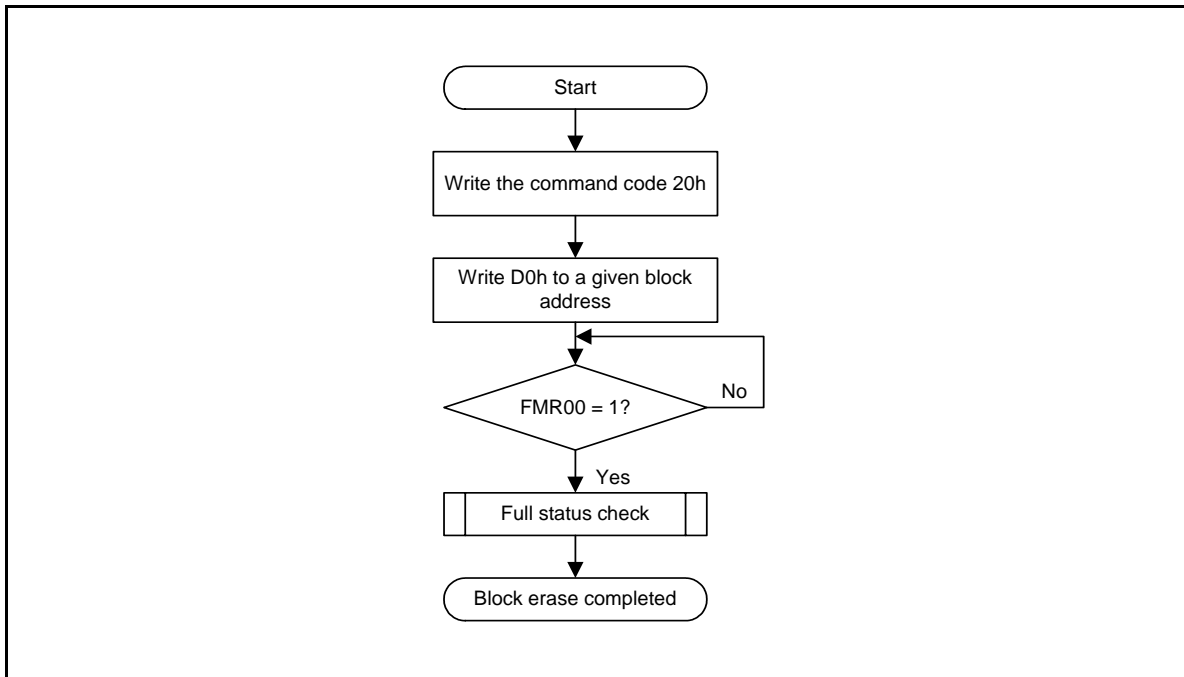 Start
Write the command code 20h
Write D0h to a given block
address
FMR00 = 1?
No
Yes
Full status check
Block erase completed